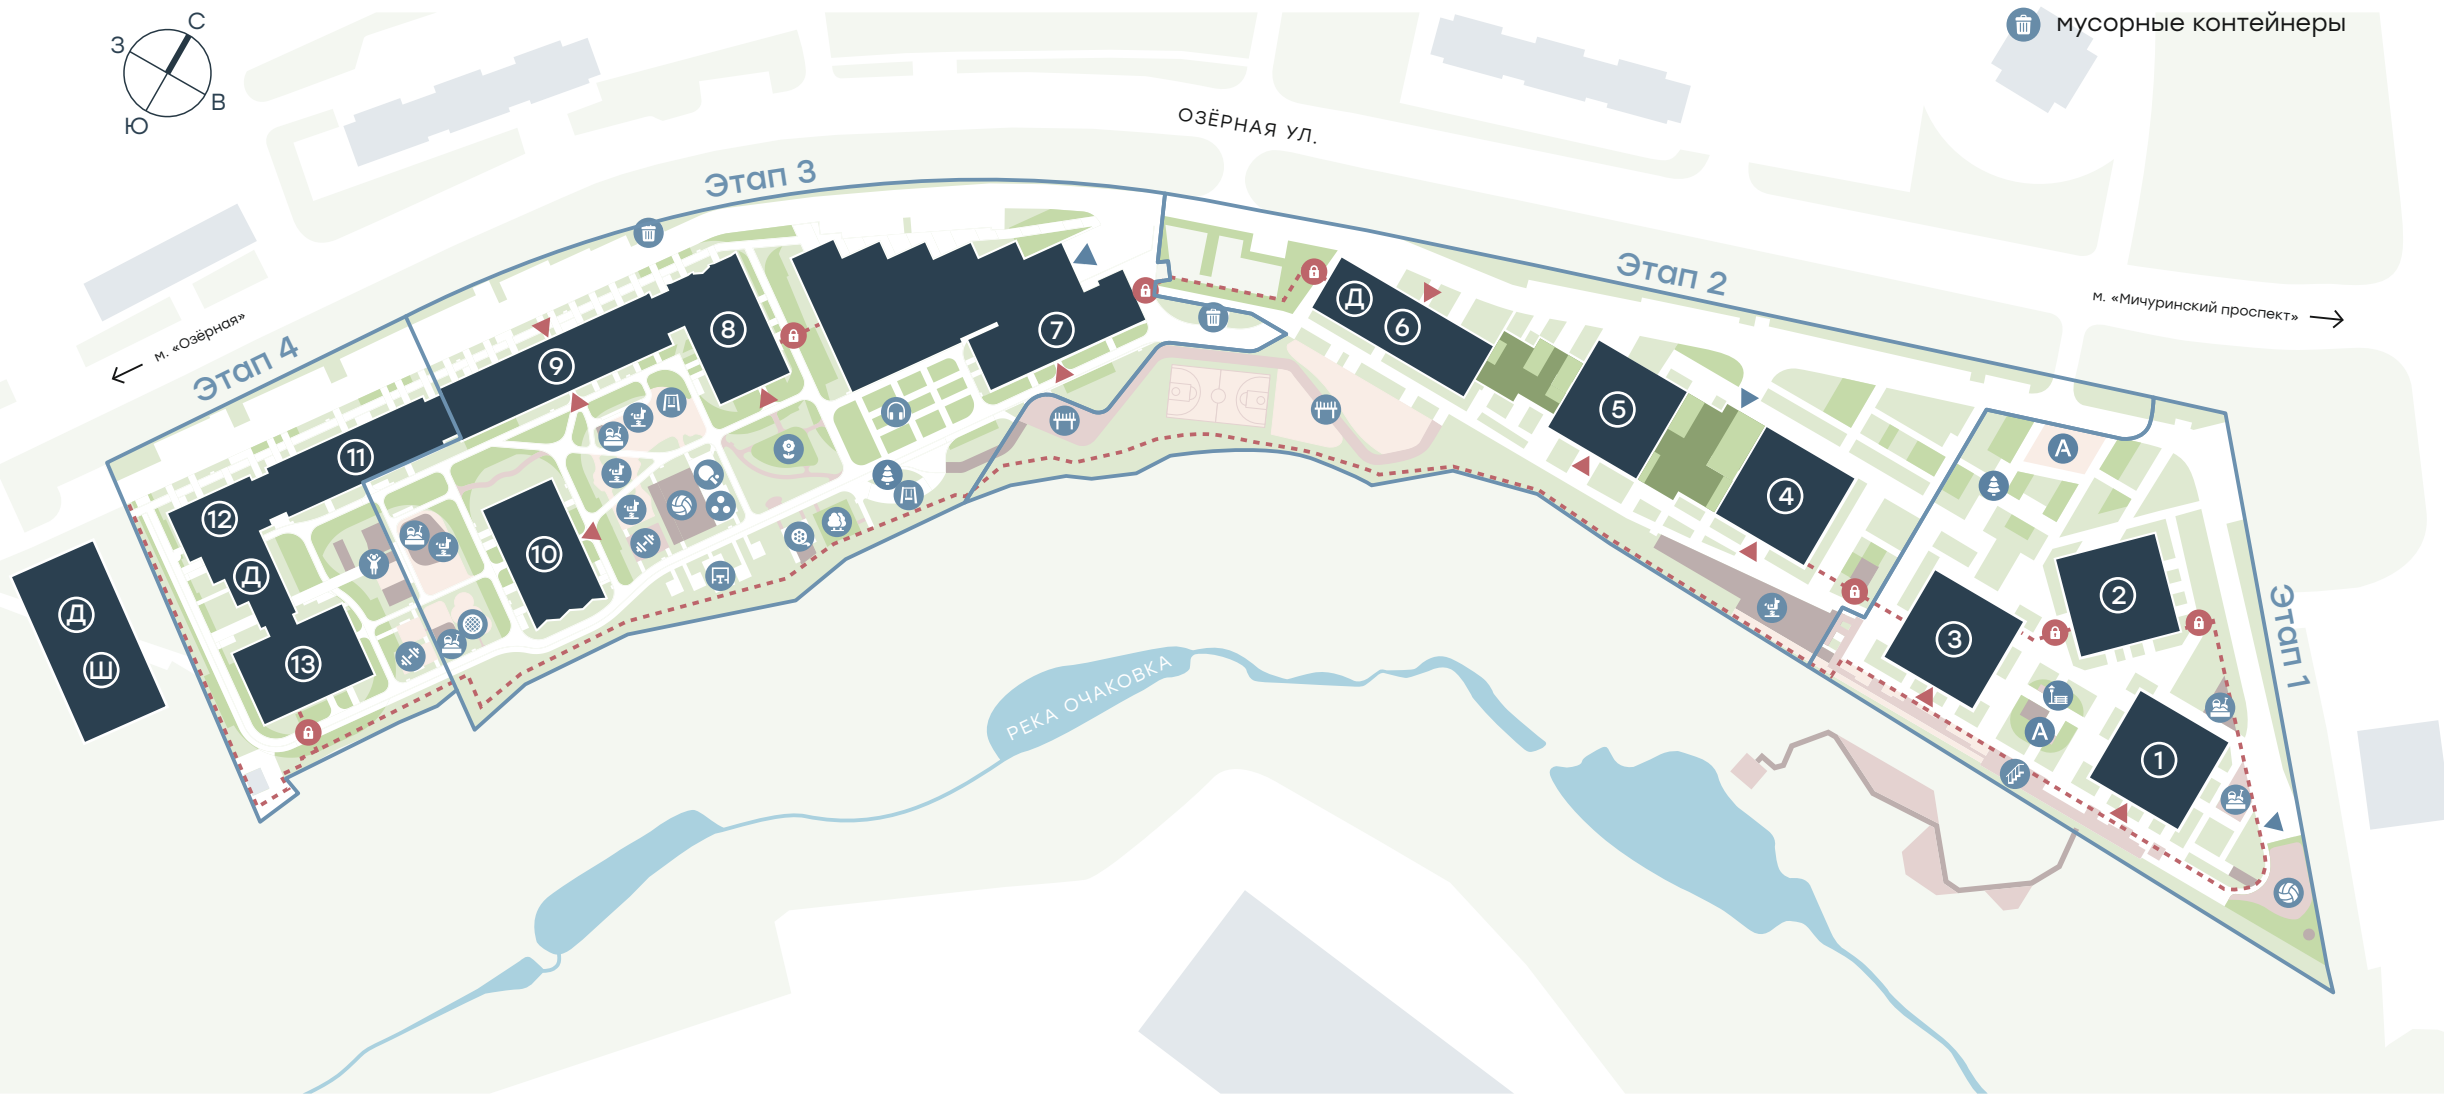 С
З
В
Ю
мусорные контейнеры
ОЗЁРНАЯ УЛ.
Этап 3
Этап 2
м. «Мичуринский проспект»
м. «Озёрная»
Этап 4
Этап 1
Д
6
7
8
9
5
11
4
12
10
Д
13
Д
Ш
А
2
3
А
1
РЕКА ОЧАКОВКА